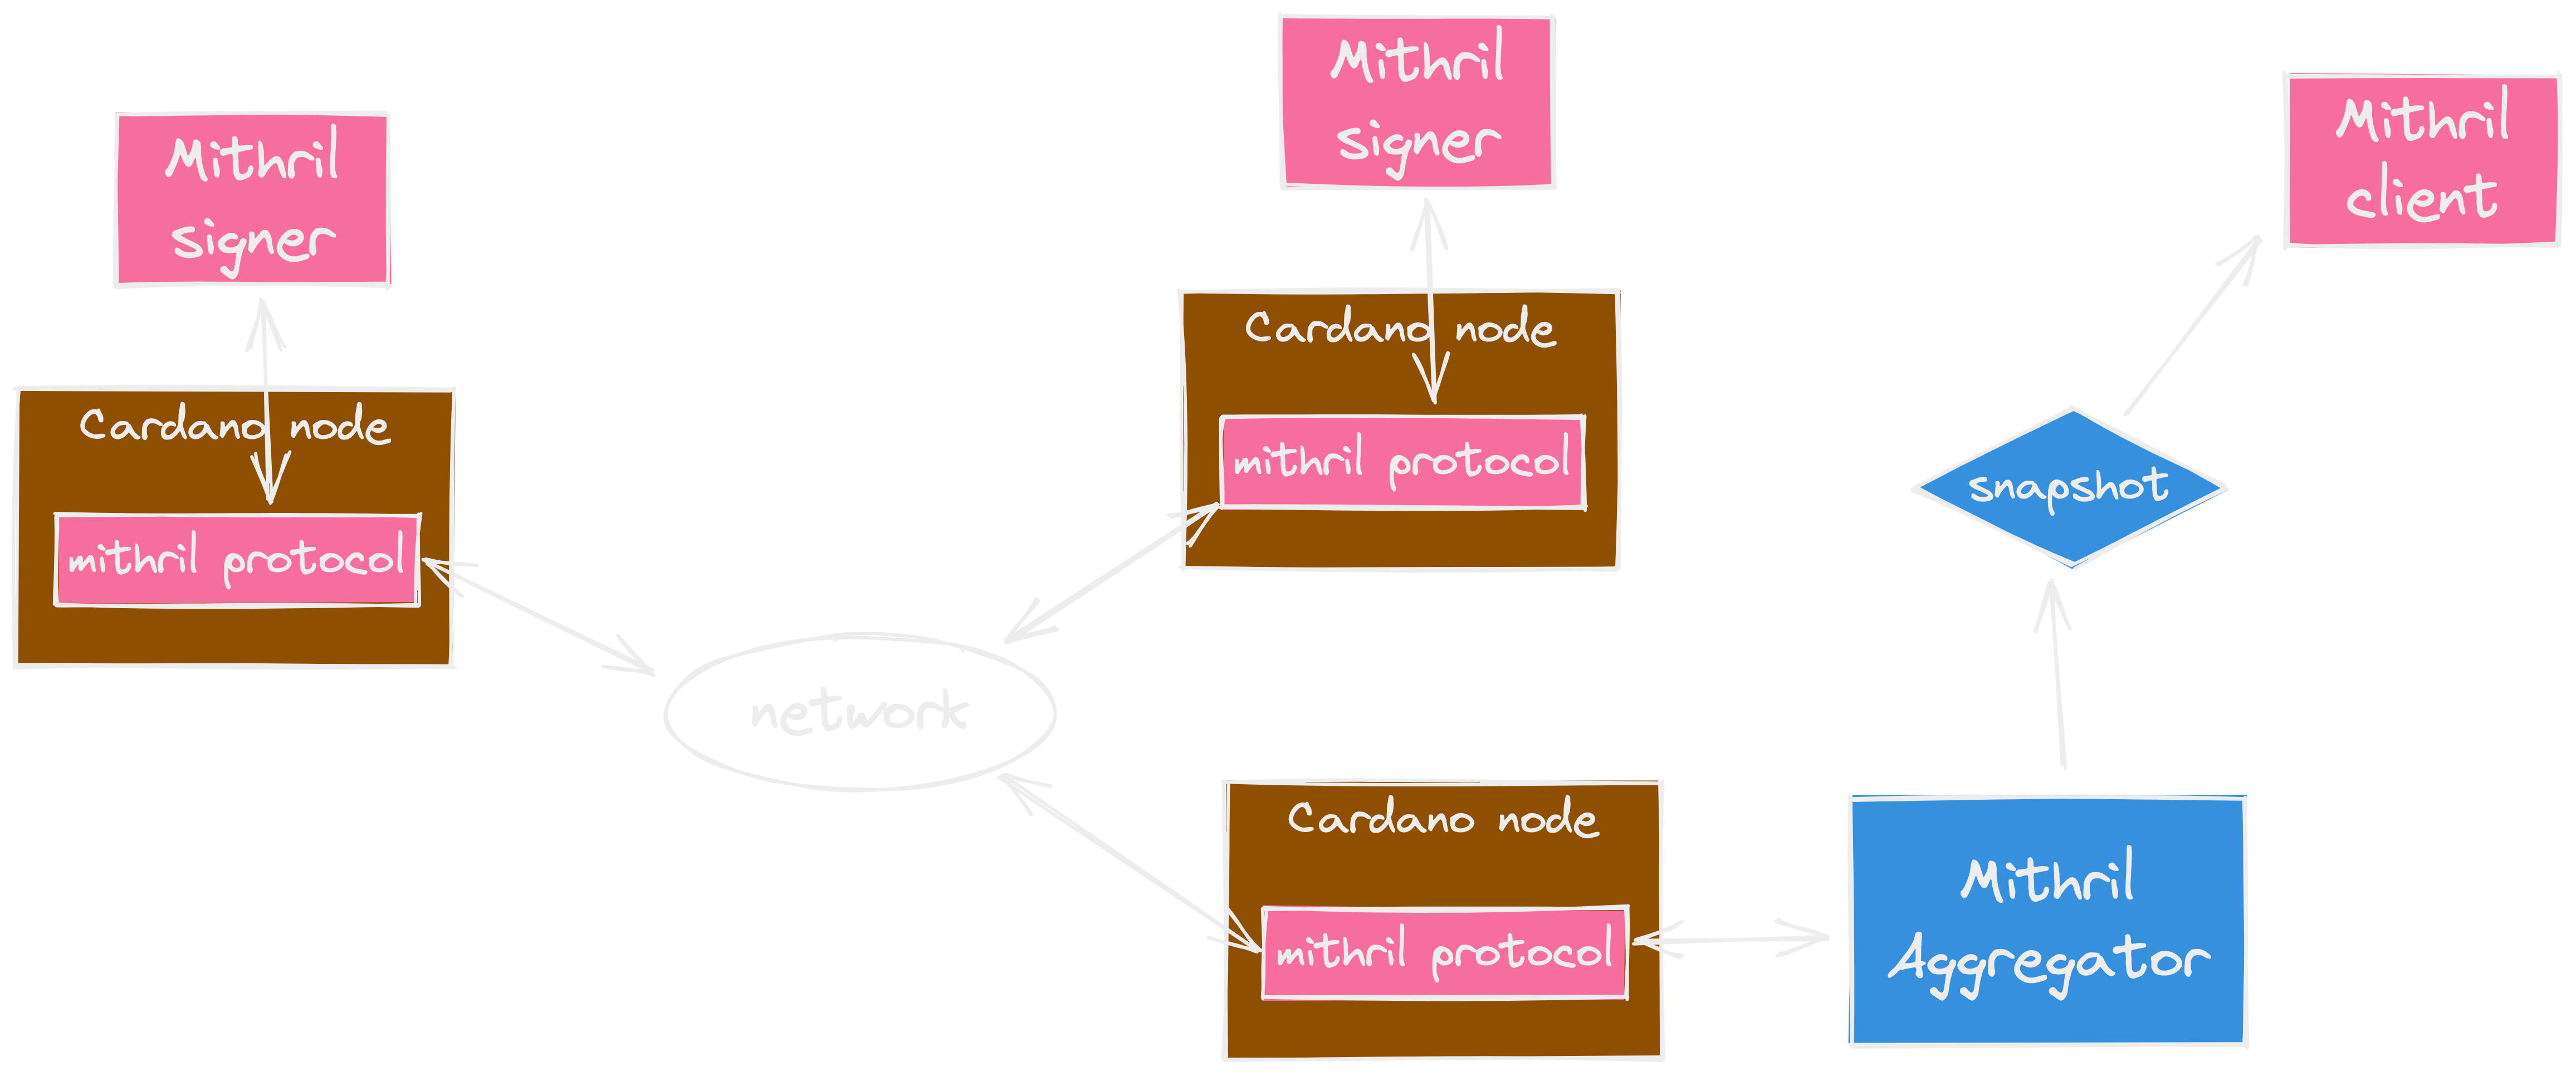 Mithril
signer
Cardano node
mithril protocol
network
Mithril
signer
Cardano node
mithril protocol
Cardano node
mithril protocol
Mithril
Aggregator
snapshot
Mithril
client